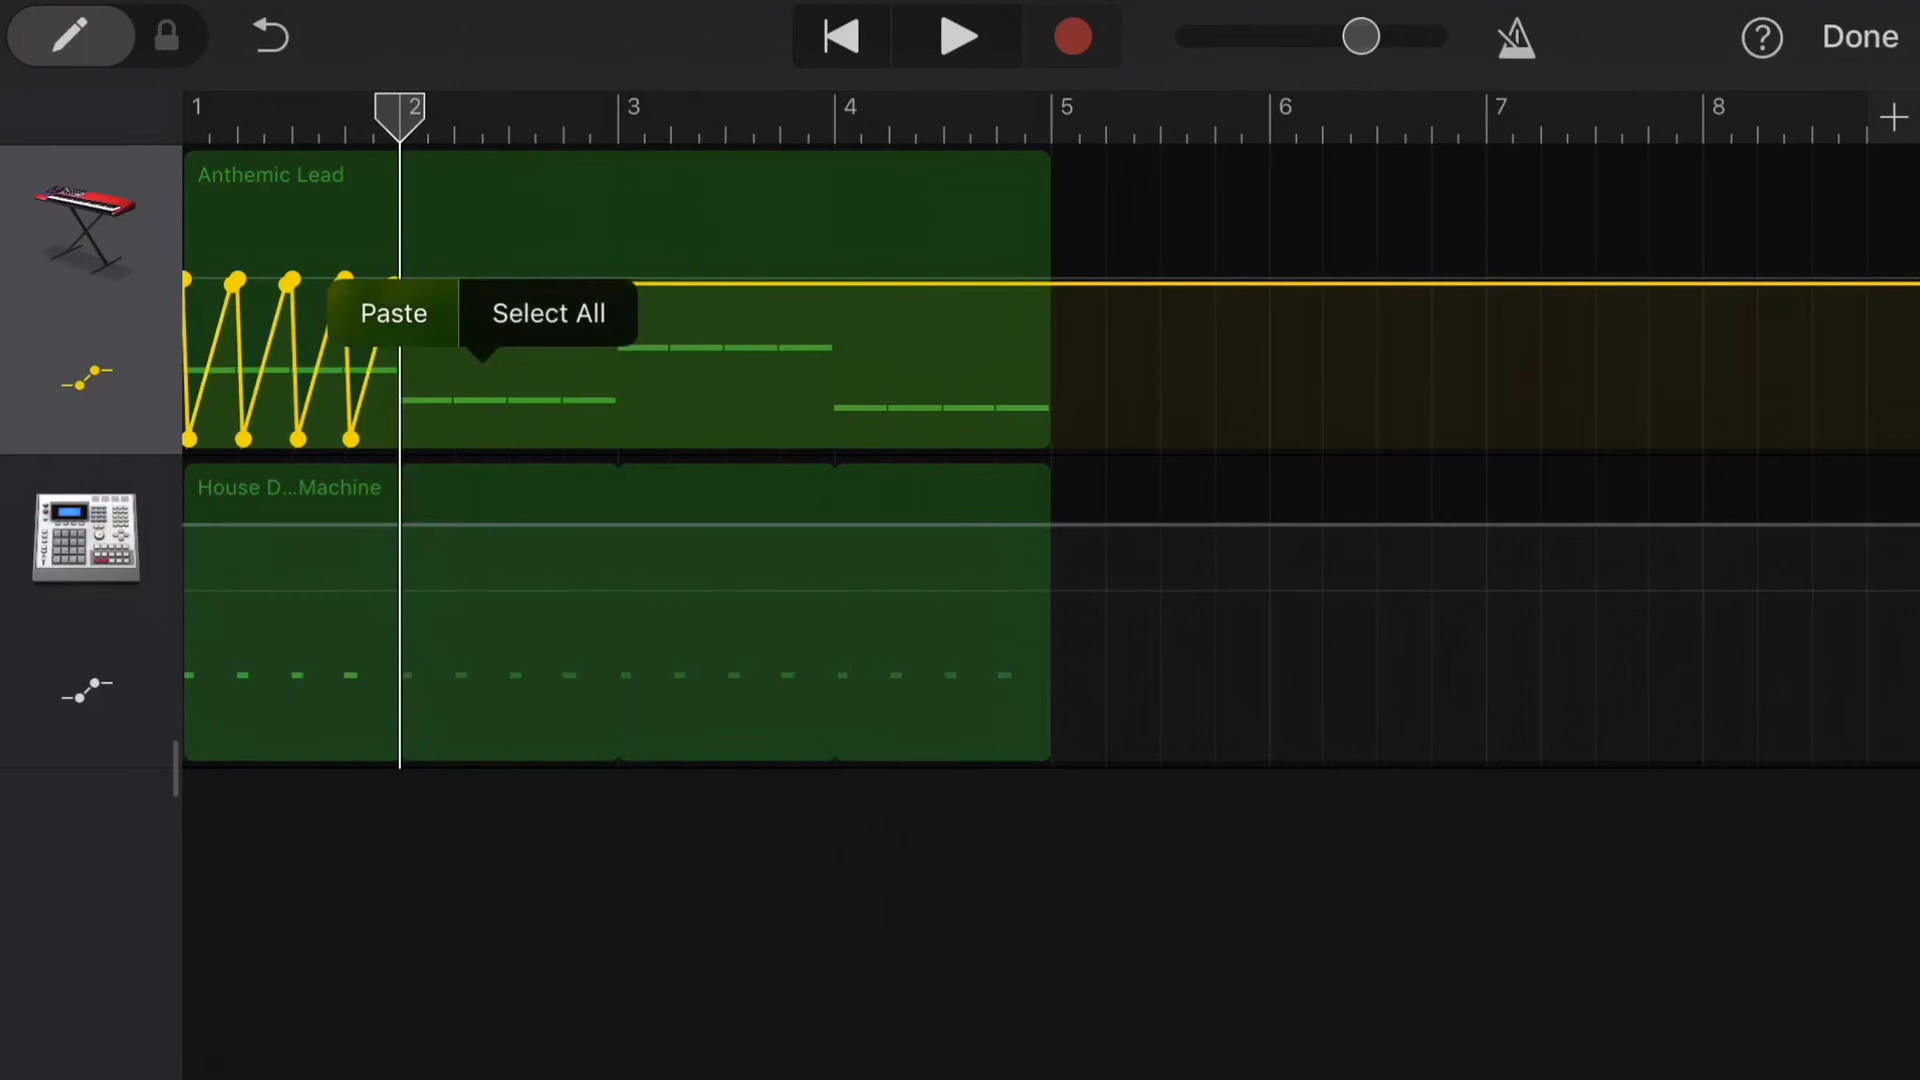 Done
1 2 3 4 5 6 7 8
Anthemic Lead
Paste Select All
House D...Machine